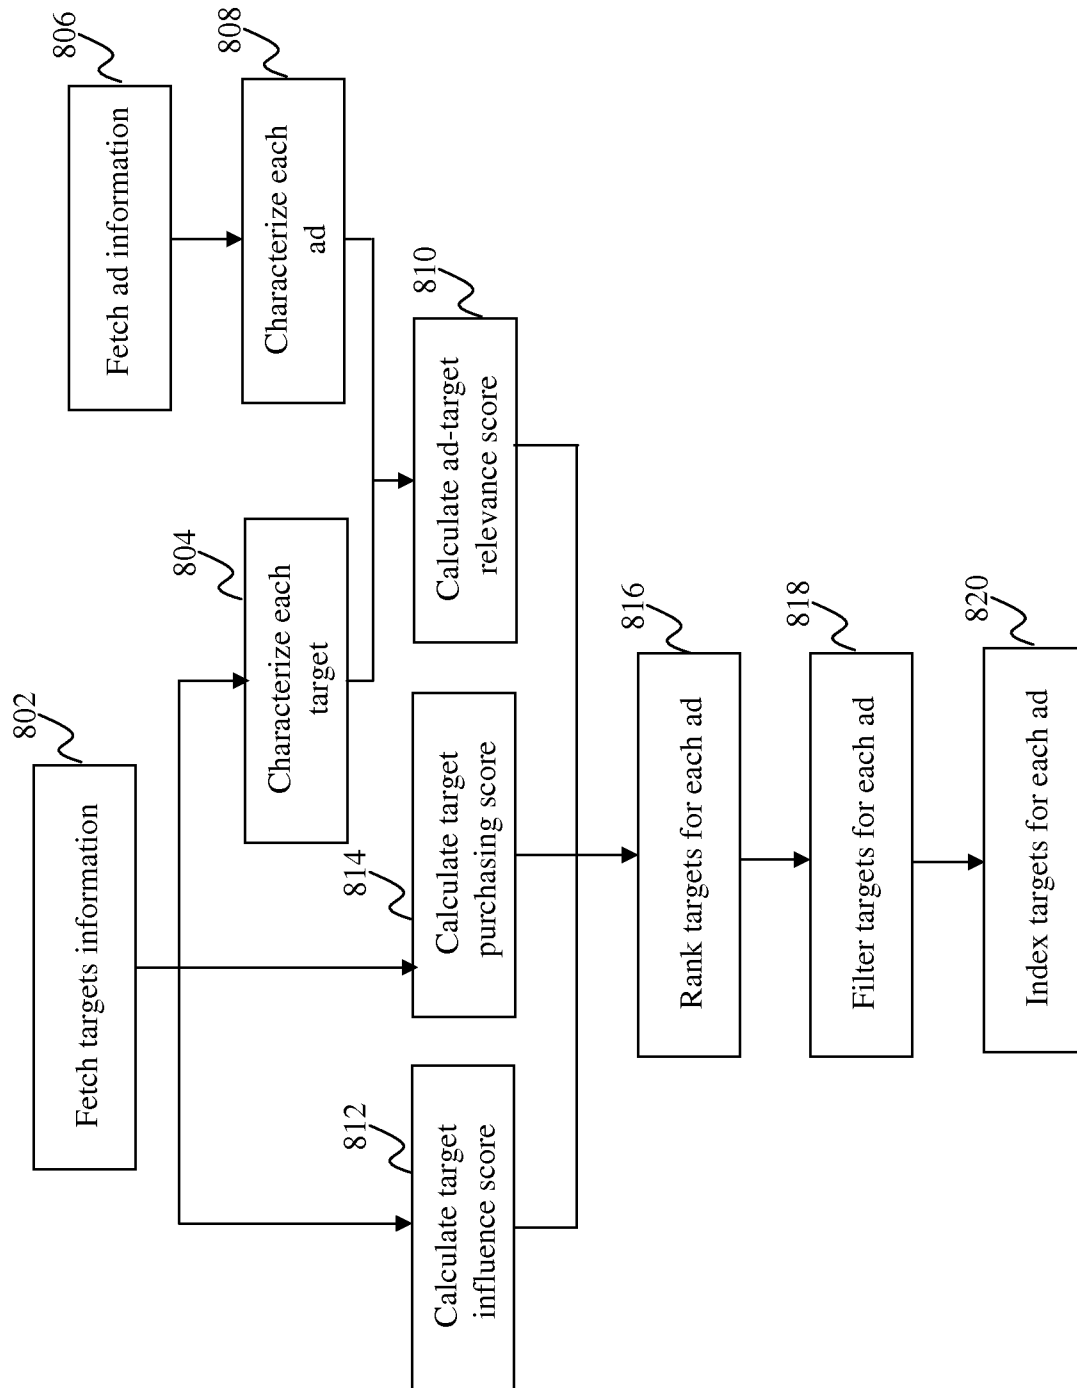 802
Fetch targets information
806
Fetch ad information
804
Characterize each
target
808
Characterize each
ad
812
Calculate target
influence score
814
Calculate target
purchasing score
810
Calculate ad-target
relevance score
816
Rank targets for each ad
818
Filter targets for each ad
820
Index targets for each ad